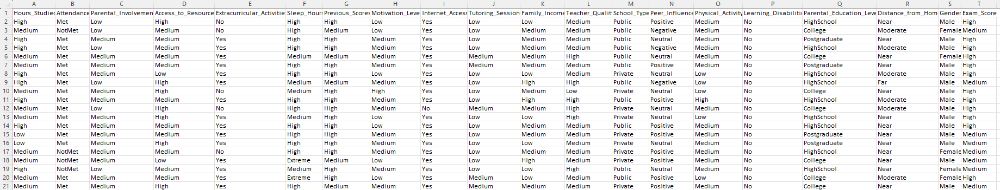 A B C D E F G H I J K L M N O P Q R S T
1 Hours_Studied Attendance Parental_Involvemen Access_to_Resource Extracurricular_Activitie Sleep_Hours Previous_Scores Motivation_Leve Internet_Access Tutoring_Session Family_Income Teacher_Qualit School_Type Peer_Influence Physical_Activity Learning_Disabiliti Parental_Education_Leve Distance_from_Hom Gender Exam_Score
2 High Met Low High No High High Low Yes Low Low Medium Public Positive Medium No HighSchool Near Male High
3 Medium NotMet Low Medium No High Medium Low Yes Low Medium Medium Public Negative Medium No College Moderate Female Medium
4 High Met Medium Medium Yes High High Medium Yes Low Medium Medium Public Neutral Medium No Postgraduate Near Male High
5 High Met Low Medium Yes High High Medium Yes Low Medium Medium Public Negative Medium No HighSchool Moderate Male High
6 Medium Met Medium Medium Yes Medium Medium Medium Yes Medium Medium High Public Neutral Medium No College Near Female High
7 Medium Met Medium Medium Yes High High Medium Yes Medium Medium Medium Public Positive Medium No Postgraduate Near Male High
8 High Met Medium Low Yes High High Low Yes Low Low Medium Private Neutral Low No HighSchool Moderate Male High
9 High Met Low High Yes Medium Medium Medium Yes Low High High Public Negative Low No HighSchool Far Male Medium
10 Medium Met Medium High No Medium High High Yes Low Medium Low Private Neutral Low No College Near Male High
11 High Met Medium Medium Yes High High Medium Yes Low High High Public Positive High No HighSchool Moderate Male High
12 Medium Met Low High No High High Medium No Medium Medium High Private Neutral Medium No College Moderate Male High
13 High Met Medium High Yes Medium High Low Yes Low Low High Private Neutral Low No HighSchool Near Male High
14 High Met Medium Medium Yes High High Low Yes Low Medium Medium Public Positive Medium No HighSchool Near Male High
15 Low Met Medium Medium Yes High High Medium Yes Low Medium Medium Private Positive Medium No Postgraduate Near Male Medium
16 Low Met Medium High Yes High High Medium Yes Low Low Medium Private Neutral Medium No Postgraduate Near Male Medium
17 Medium NotMet Medium Medium No High High Medium Yes Low Medium Medium Private Positive Medium No HighSchool Near Female Medium
18 Medium NotMet Medium Low Yes Extreme Medium Low Yes Low High Medium Private Positive Medium No College Near Male Medium
19 High NotMet Low Medium Yes Medium High Medium Yes Low Low High Public Neutral Medium No HighSchool Near Female Medium
20 Medium Met Medium Medium Yes Extreme High Low Yes Medium Low Medium Public Positive Low No College Moderate Female High
21 Medium Met Medium High Yes High Medium Medium Yes Low Medium Medium Public Positive Medium No College Near Male Medium